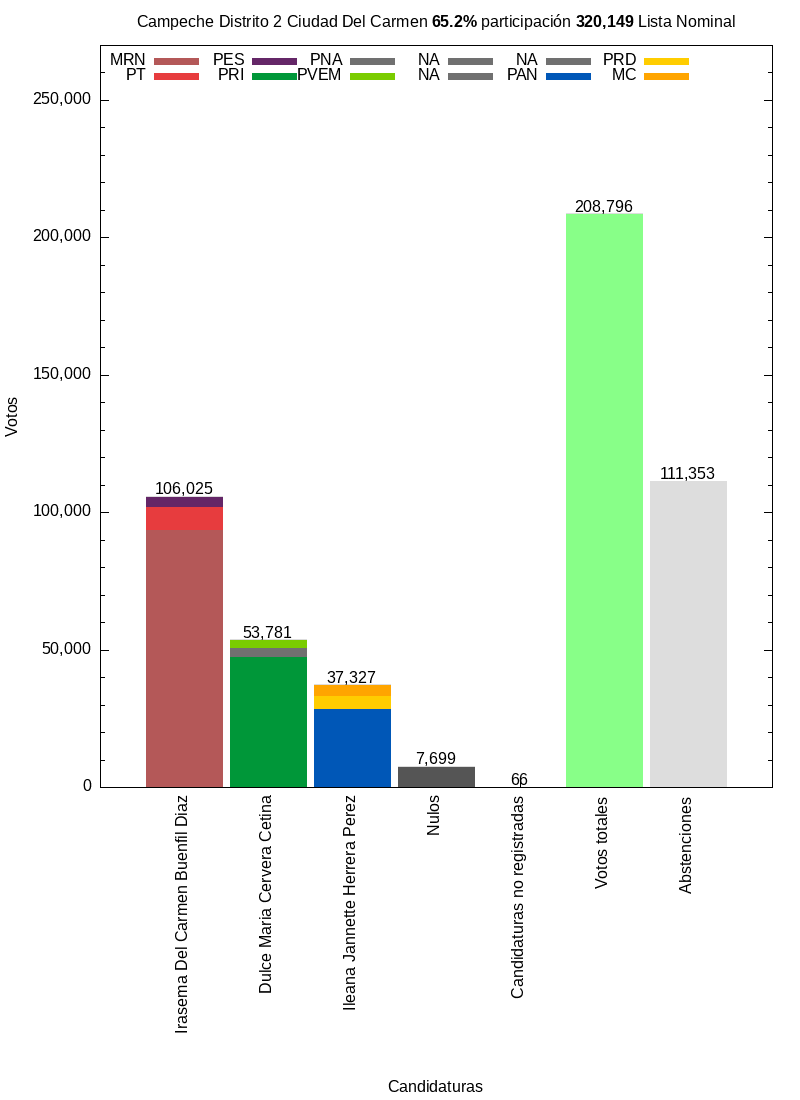 Campeche Distrito 2 Ciudad Del Carmen 65.2% participación 320,149 Lista Nominal
MRN PES PNA NA NA PRD
PT PRI PVEM NA PAN MC
250,000
200,000
150,000
100,000
50,000
0
Votos
106,025
53,781
37,327
7,699
66
208,796
111,353
Irasema Del Carmen Buenfil Diaz
Dulce Maria Cervera Cetina
Ileana Jannette Herrera Perez
Nulos
Candidaturas no registradas
Votos totales
Abstenciones
Candidaturas